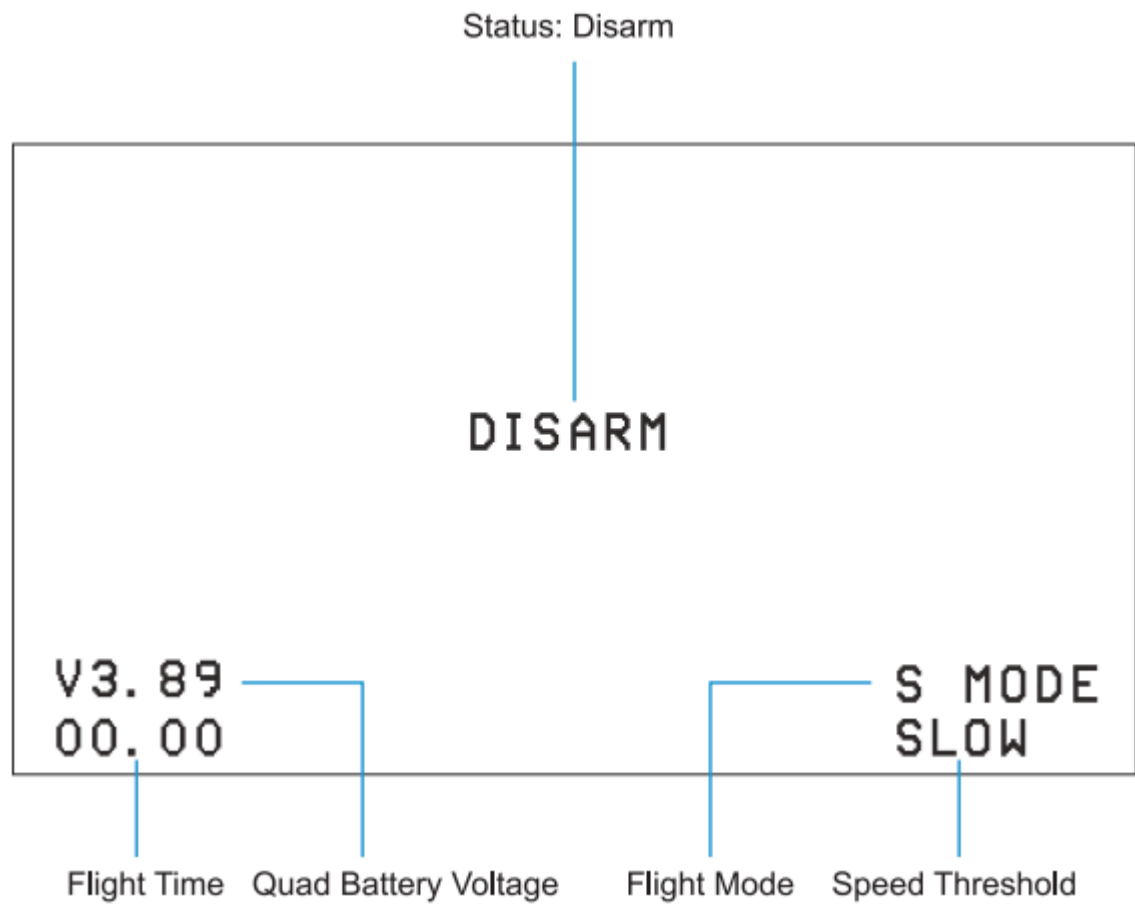 Status: Disarm
DISARM
V3.89
S MODE
00.00
SLOW
Flight Time
Quad Battery Voltage
Flight Mode
Speed Threshold